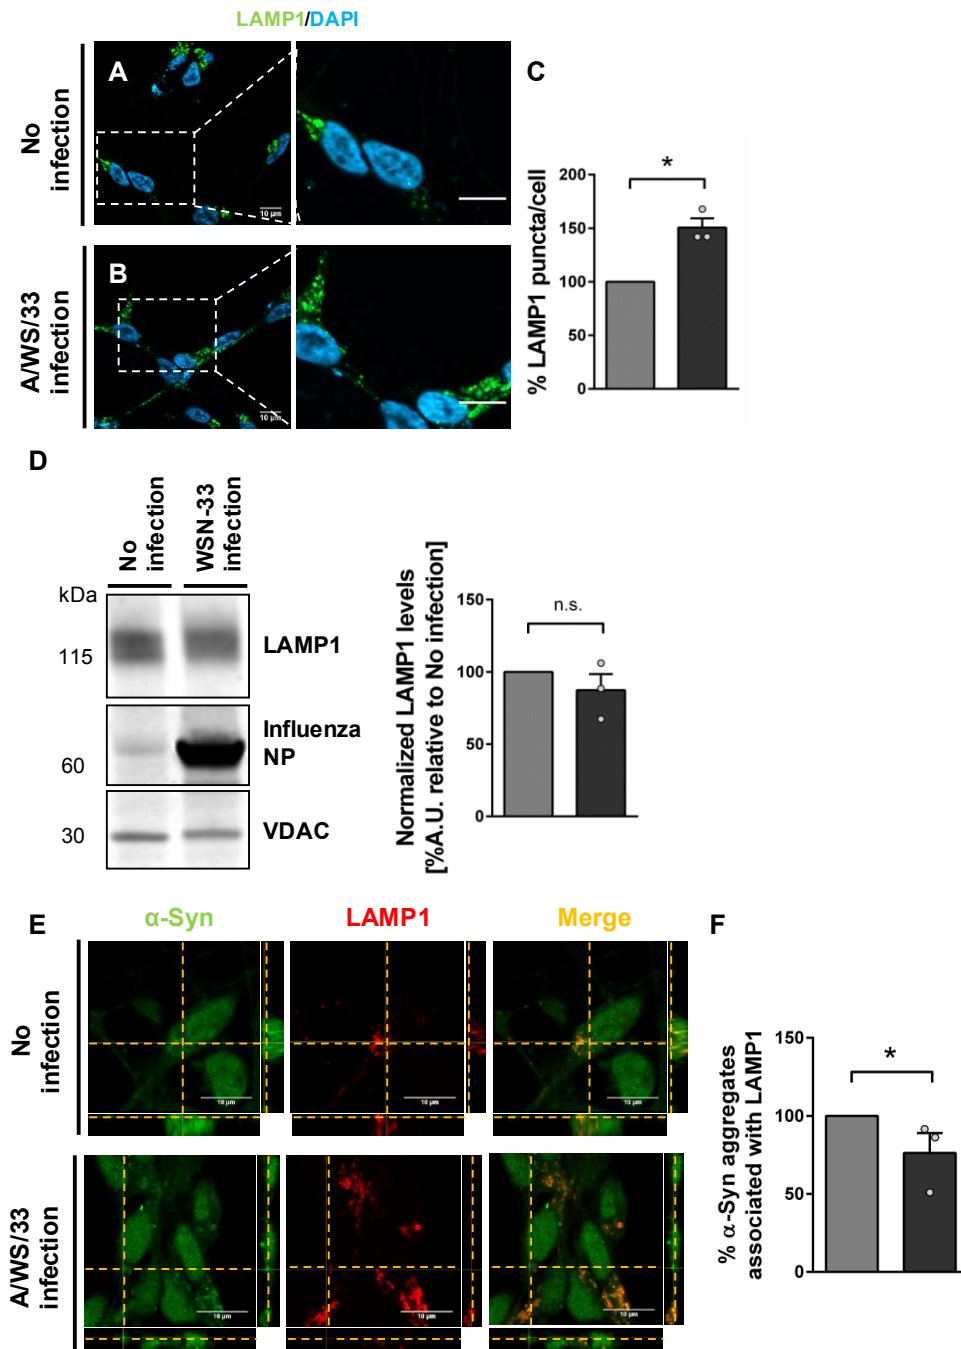 LAMP1/DAPI
No
infection
A
10 µm
A/WS/33
infection
B
10 µm
C
% LAMP1 puncta/cell
200
150
100
50
0
*
D
No
infection
WSN-33
infection
kDa
115
LAMP1
60
Influenza
NP
30
VDAC
Normalized LAMP1 levels
[%A.U. relative to No infection]
150
100
50
0
n.s.
E
α-Syn
LAMP1
Merge
No
infection
10 µm
10 µm
10 µm
A/WS/33
infection
10 µm
10 µm
10 µm
F
% α-Syn aggregates
associated with LAMP1
150
100
50
0
*